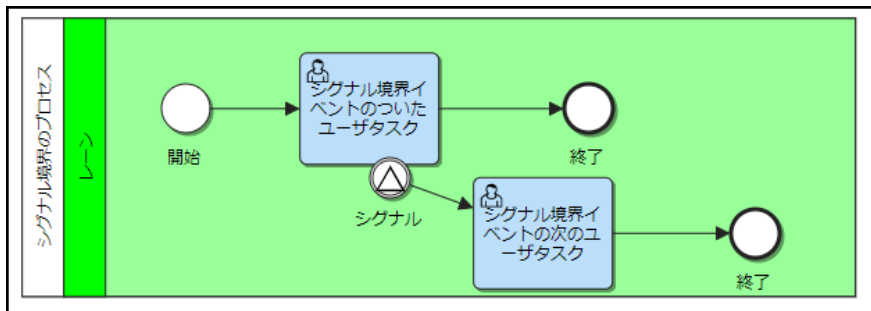 シグナル境界のプロセス
レーン
開始
シグナル境界イ
ベントのついた
ユーザタスク
終了
シグナル
シグナル境界イ
ベントの次のユ
ーザタスク
終了